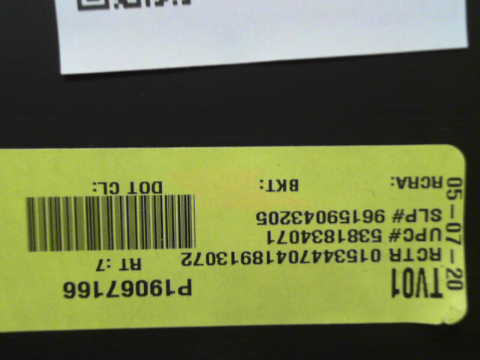 TV01 P19067166
RCTR 01534470418913072 RT :7
UPC# 5381834071
SLP# 96159043205
RCRA: BKT: DOT CL:
05-07-20